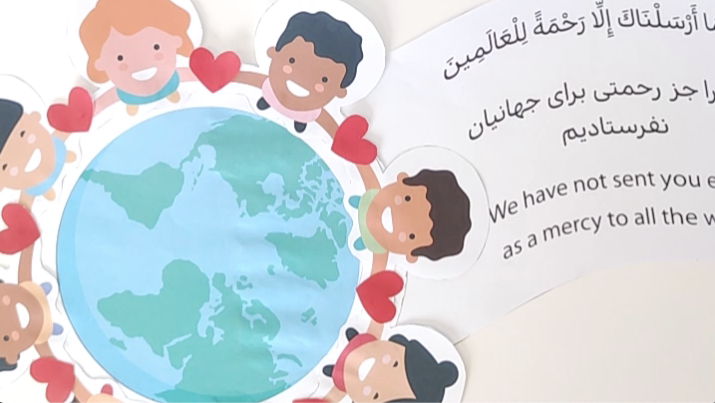 أَرْسَلْنَاكَ إِلَّا رَحْمَةً لِلْعَالَمِينَ
را جز رحمتی برای جهانیان
نفرستادیم
We have not sent you
as a mercy to all the